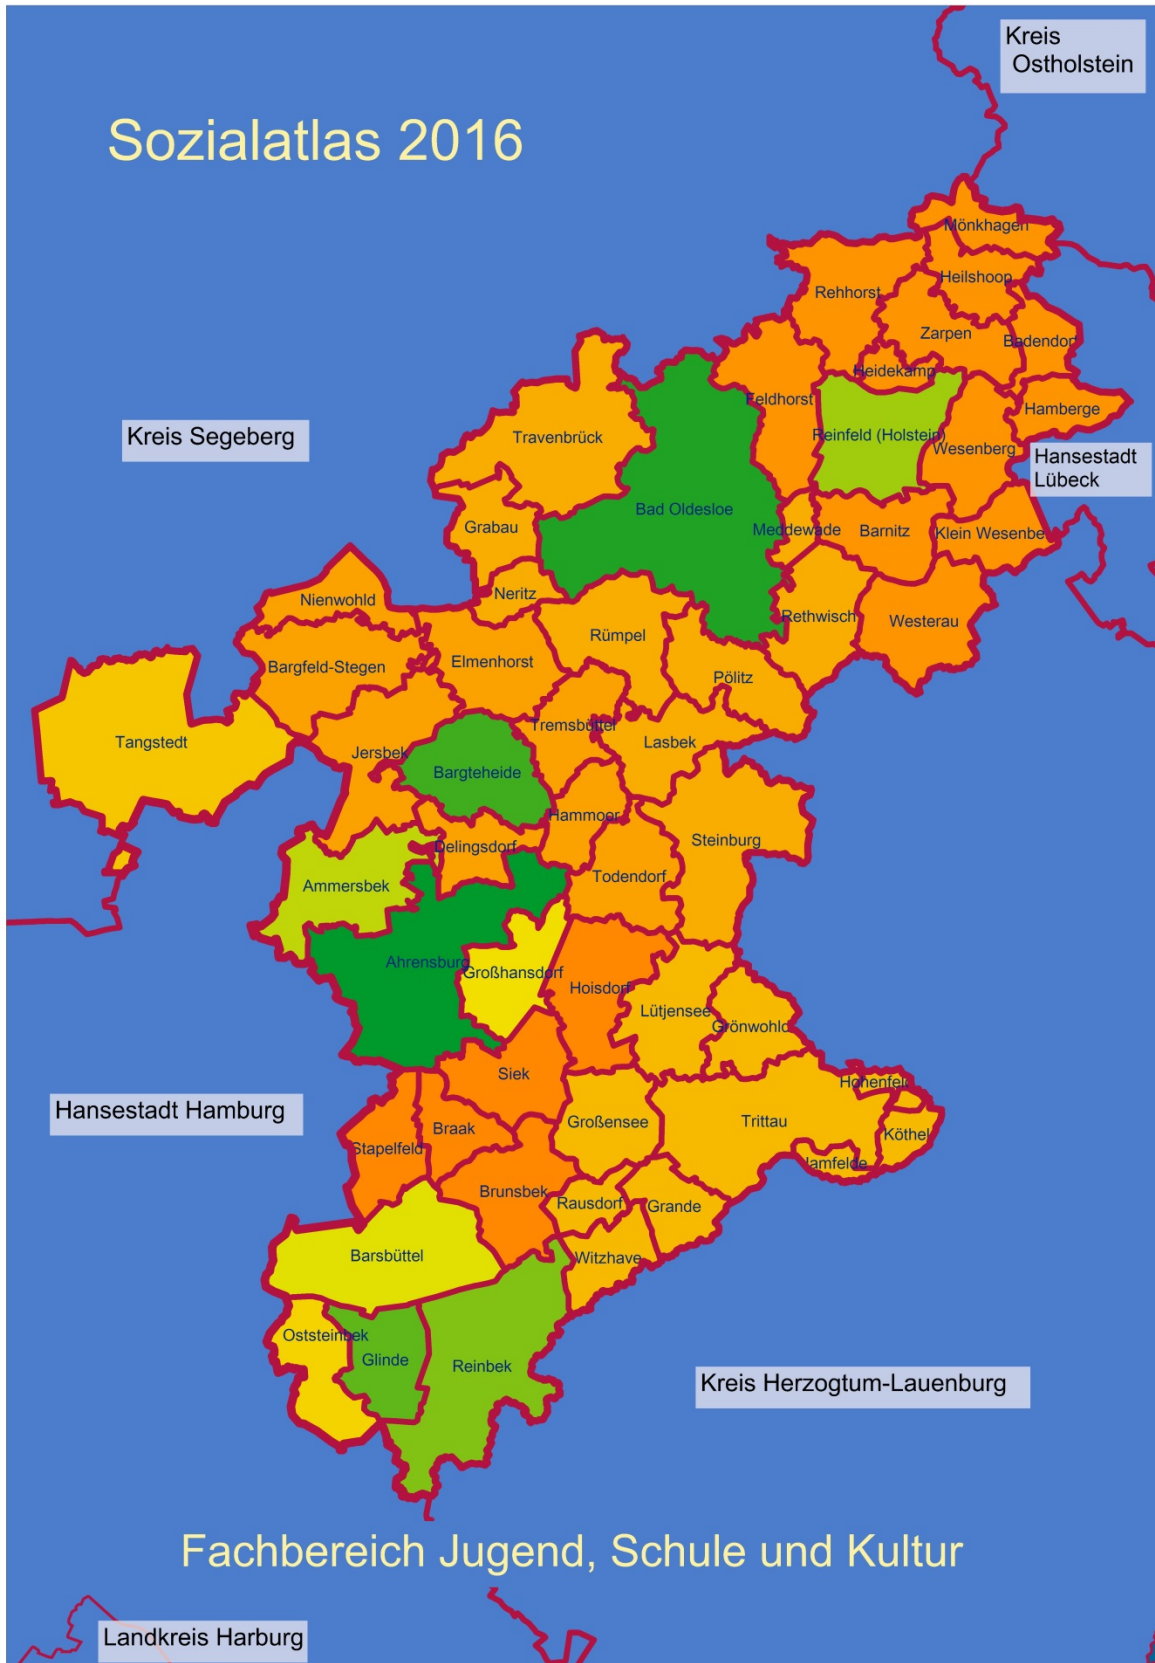 Kreis
Ostholstein
Sozialatlas 2016
Mönkhagen
Heilshoop
Rehhorst
Zarpen
Badendorf
Heidekamp
Feldhorst
Hamberge
Kreis Segeberg
Travenbrück
Reinfeld (Holstein)
Wesenberg
Hansestadt
Lübeck
Bad Oldesloe
Grabau
Meddewade
Barnitz
Klein Wesenbe
Neritz
Nienwohld
Rethwisch
Westerau
Rümpel
Bargfeld-Stegen
Elmenhorst
Pölitz
Tremsbüttel
Tangstedt
Lasbek
Jersbek
Bargteheide
Hammoor
Steinburg
Delingsdorf
Todendorf
Ammersbek
Ahrensburg
Großhansdorf
Hoisdorf
Lütjensee
Grönwohld
Siek
Hohenfeld
Hansestadt Hamburg
Großensee
Trittau
Braak
Köthel
Stapelfeld
Hamfelde
Brunsbek
Rausdorf
Grande
Barsbüttel
Witzhave
Oststeinbek
Glinde
Reinbek
Kreis Herzogtum-Lauenburg
Fachbereich Jugend, Schule und Kultur
Landkreis Harburg